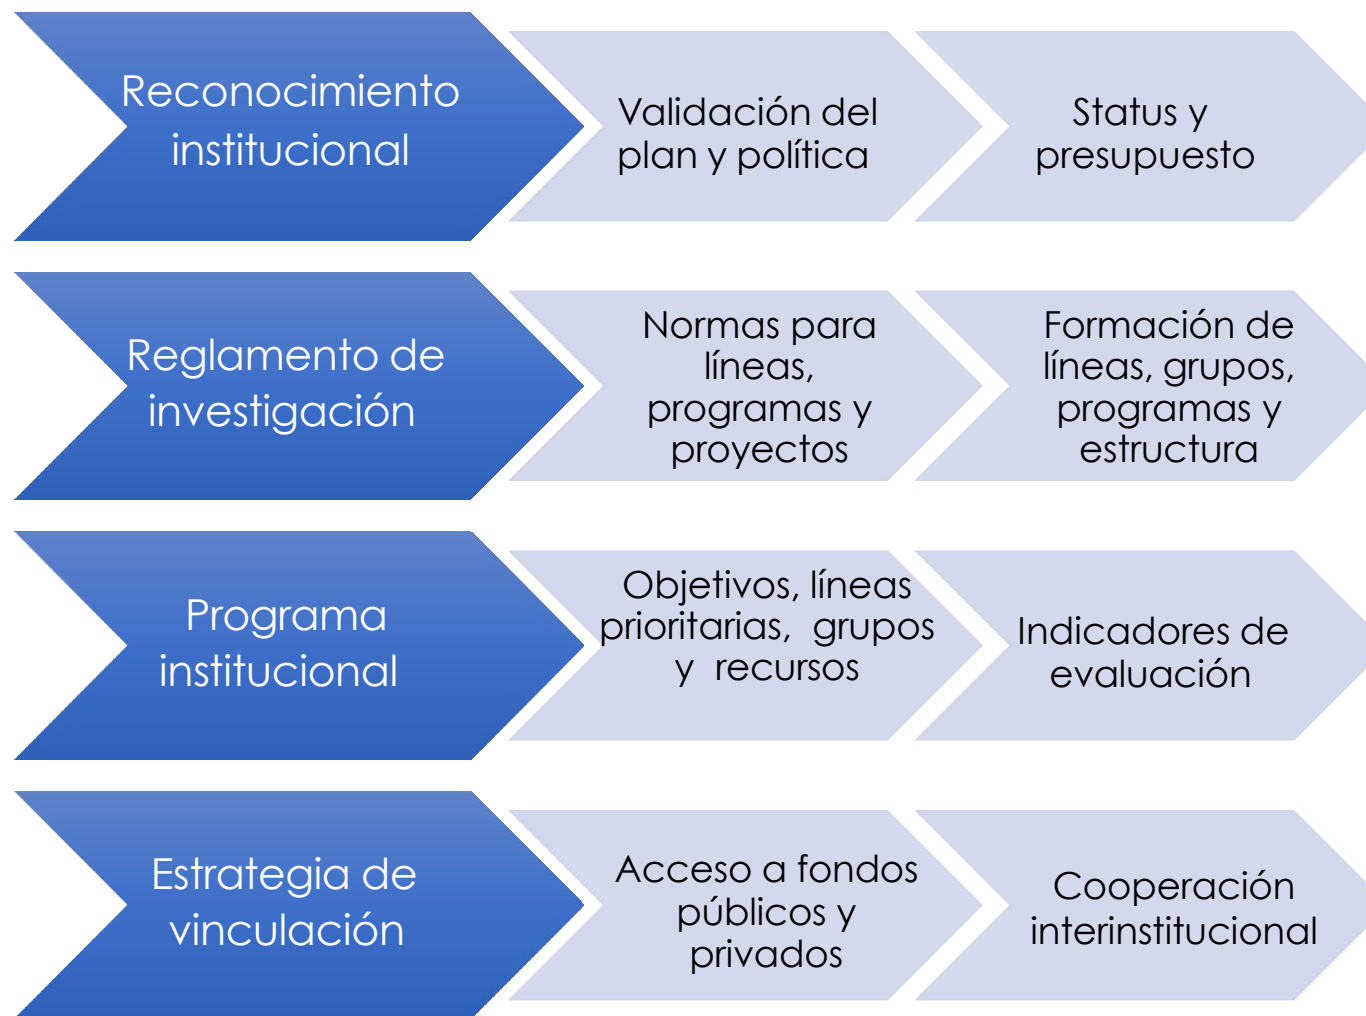 Reconocimiento
institucional
Validación del
plan y política
Status y
presupuesto
Reglamento de
investigación
Normas para
líneas,
programas y
proyectos
Formación de
líneas, grupos,
programas y
estructura
Programa
institucional
Objetivos, líneas
prioritarias, grupos
y recursos
Indicadores de
evaluación
Estrategia de
vinculación
Acceso a fondos
públicos y
privados
Cooperación
interinstitucional